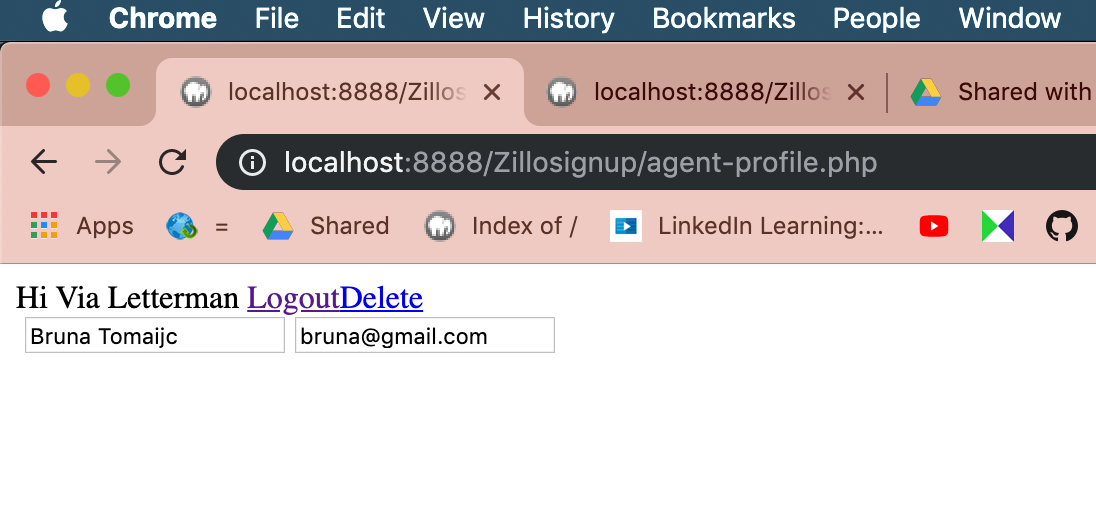 Chrome File Edit View History Bookmarks People Window
localhost:8888/Zillos localhost:8888/Zillos Shared with
localhost:8888/Zillosignup/agent-profile.php
Apps = Shared Index of / LinkedIn Learning:...
Hi Via Letterman LogoutDelete
Bruna Tomaijc bruna@gmail.com